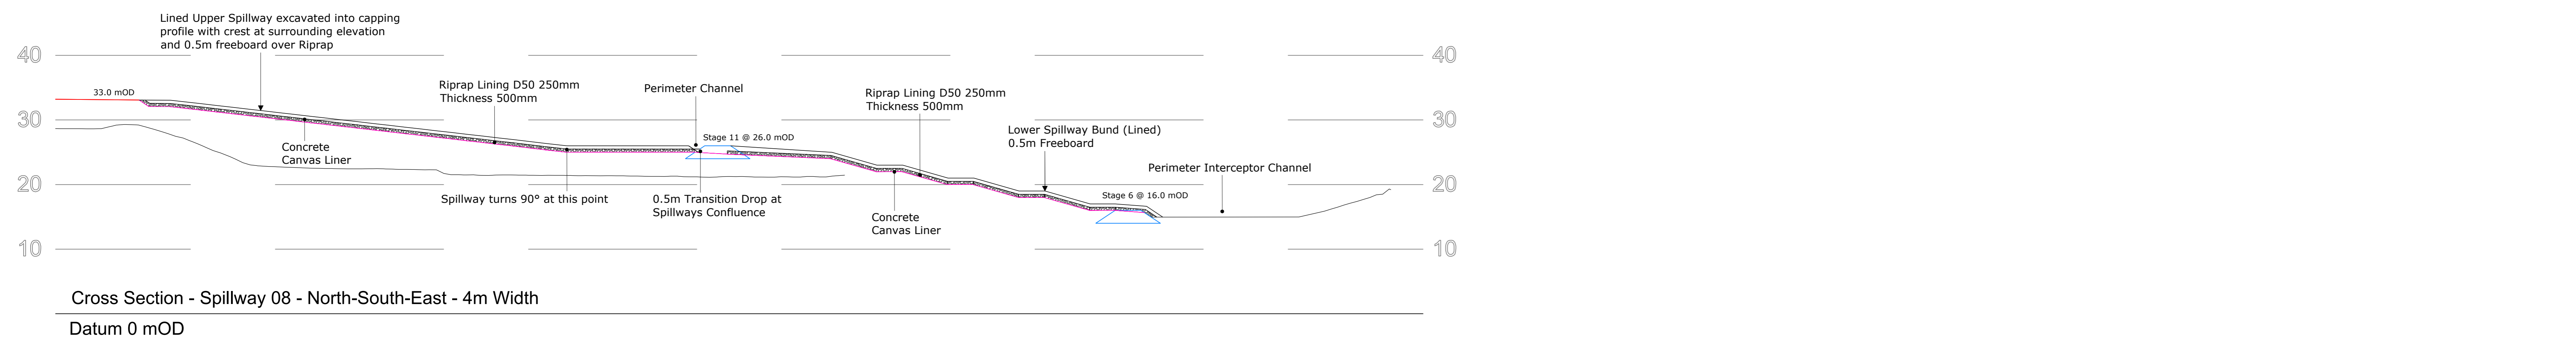 Lined Upper Spillway excavated into capping
profile with crest at surrounding elevation
and 0.5m freeboard over Riprap
40
40
33.0 mOD
Riprap Lining D50 250mm
Thickness 500mm
Perimeter Channel
Riprap Lining D50 250mm
Thickness 500mm
30
30
Stage 11 @ 26.0 mOD
Lower Spillway Bund (Lined)
0.5m Freeboard
Concrete
Canvas Liner
Perimeter Interceptor Channel
20
20
Spillway turns 90° at this point
0.5m Transition Drop at
Spillways Confluence
Stage 6 @ 16.0 mOD
Concrete
Canvas Liner
10
10
Cross Section - Spillway 08 - North-South-East - 4m Width
Datum 0 mOD